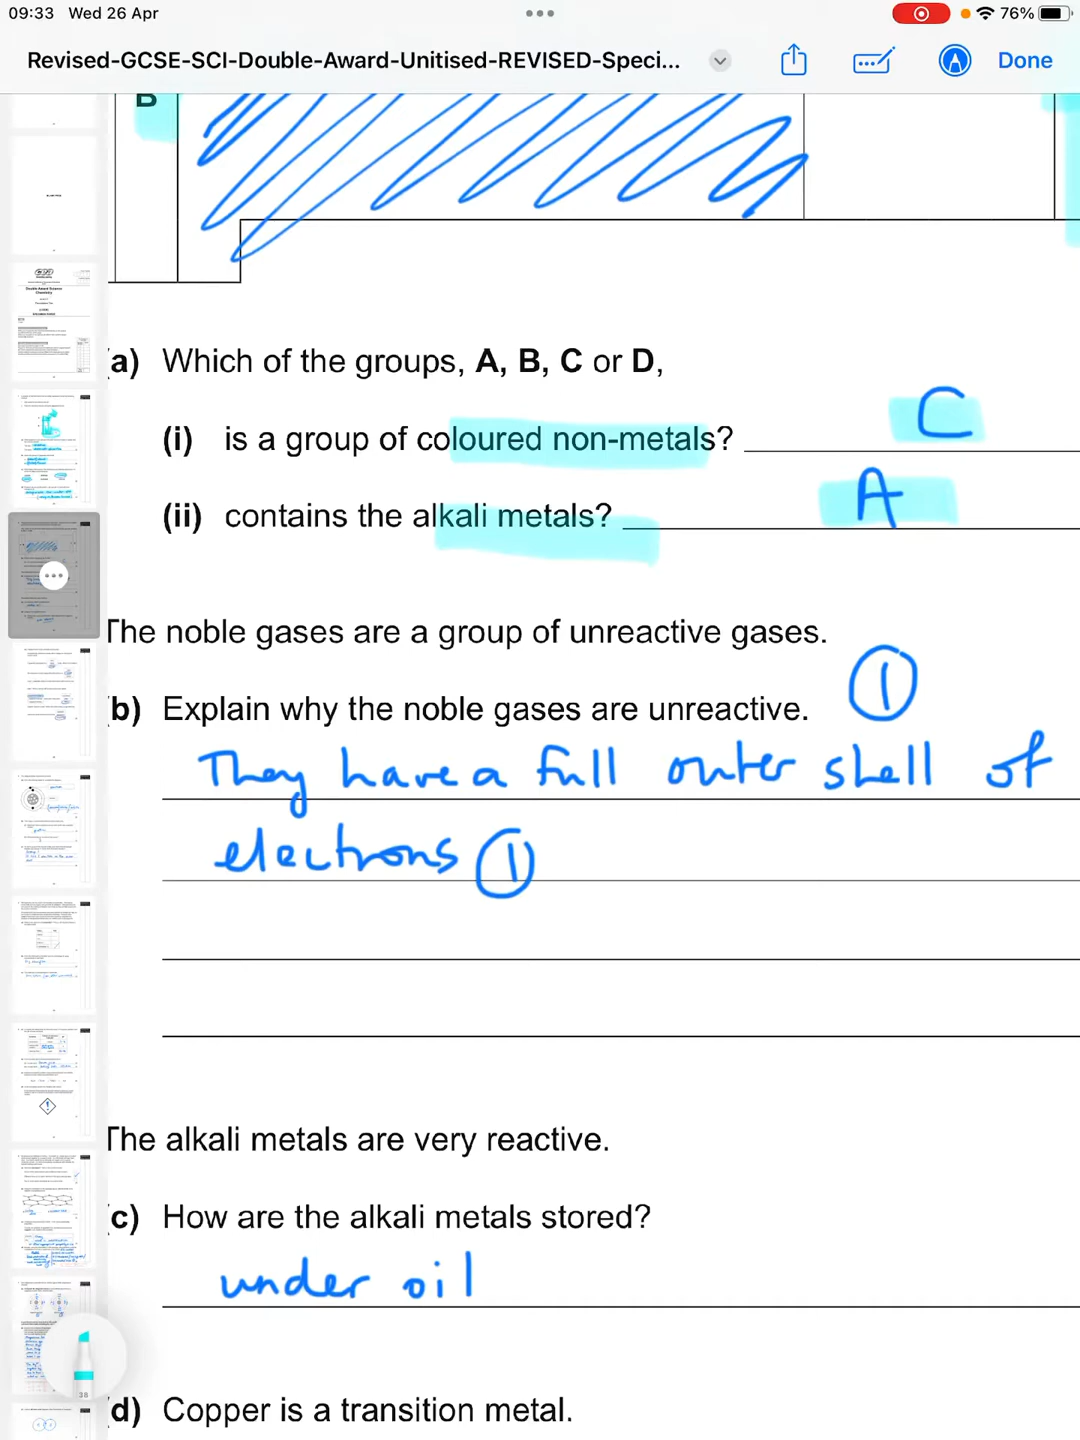 09:33 Wed 26 Apr
76%
Revised-GCSE-SCI-Double-Award-Unitised-REVISED-Speci...
Done
B
a) Which of the groups, A, B, C or D,
(i) is a group of coloured non-metals? C
(ii) contains the alkali metals? A
The noble gases are a group of unreactive gases.
b) Explain why the noble gases are unreactive. 1
They have a full outer shell of
electrons 1
The alkali metals are very reactive.
c) How are the alkali metals stored?
under oil
38
d) Copper is a transition metal.